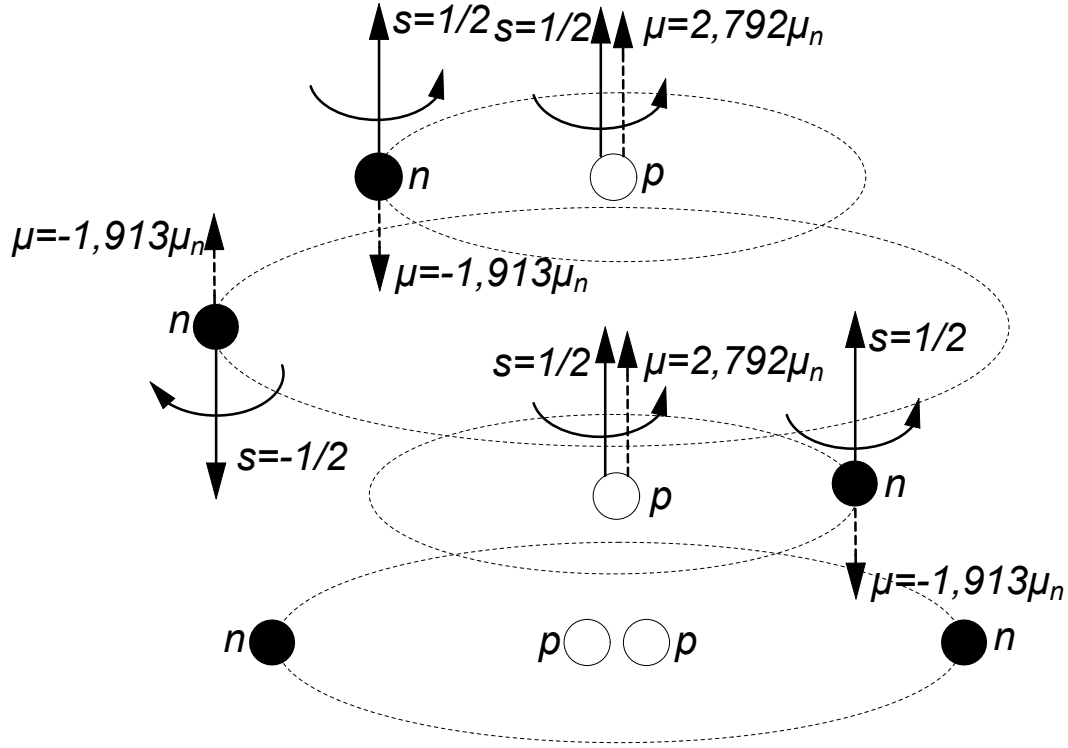 s=1/2
s=1/2
μ=2,792μn
n
p
μ=-1,913μn
μ=-1,913μn
n
s=1/2
s=1/2
μ=2,792μn
s=-1/2
n
p
μ=-1,913μn
n
p
p
n